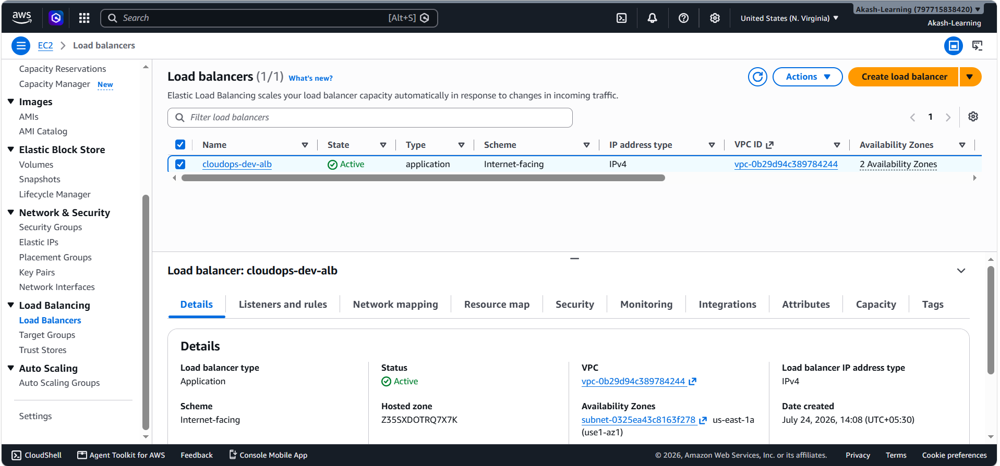 aws
Search [Alt+S]
United States (N. Virginia)
Akash-Learning (797715838420)
Akash-Learning
EC2 Load balancers
Capacity Reservations
Capacity Manager New
Images
AMIs
AMI Catalog
Elastic Block Store
Volumes
Snapshots
Lifecycle Manager
Network & Security
Security Groups
Elastic IPs
Placement Groups
Key Pairs
Network Interfaces
Load Balancing
Load Balancers
Target Groups
Trust Stores
Auto Scaling
Auto Scaling Groups
Settings
Load balancers (1/1) What's new?
Actions
Create load balancer
Elastic Load Balancing scales your load balancer capacity automatically in response to changes in incoming traffic.
Filter load balancers
1
Name State Type Scheme IP address type VPC ID Availability Zones
cloudops-dev-alb Active application Internet-facing IPv4 vpc-0b29d94c389784244 2 Availability Zones
Load balancer: cloudops-dev-alb
Details Listeners and rules Network mapping Resource map Security Monitoring Integrations Attributes Capacity Tags
Details
Load balancer type
Application
Status
Active
VPC
vpc-0b29d94c389784244
Load balancer IP address type
IPv4
Scheme
Internet-facing
Hosted zone
Z35SXDOTRQ7X7K
Availability Zones
subnet-0325ea43c8163f278 us-east-1a
(use1-az1)
Date created
July 24, 2026, 14:08 (UTC+05:30)
CloudShell Agent Toolkit for AWS Feedback Console Mobile App © 2026, Amazon Web Services, Inc. or its affiliates. Privacy Terms Cookie preferences